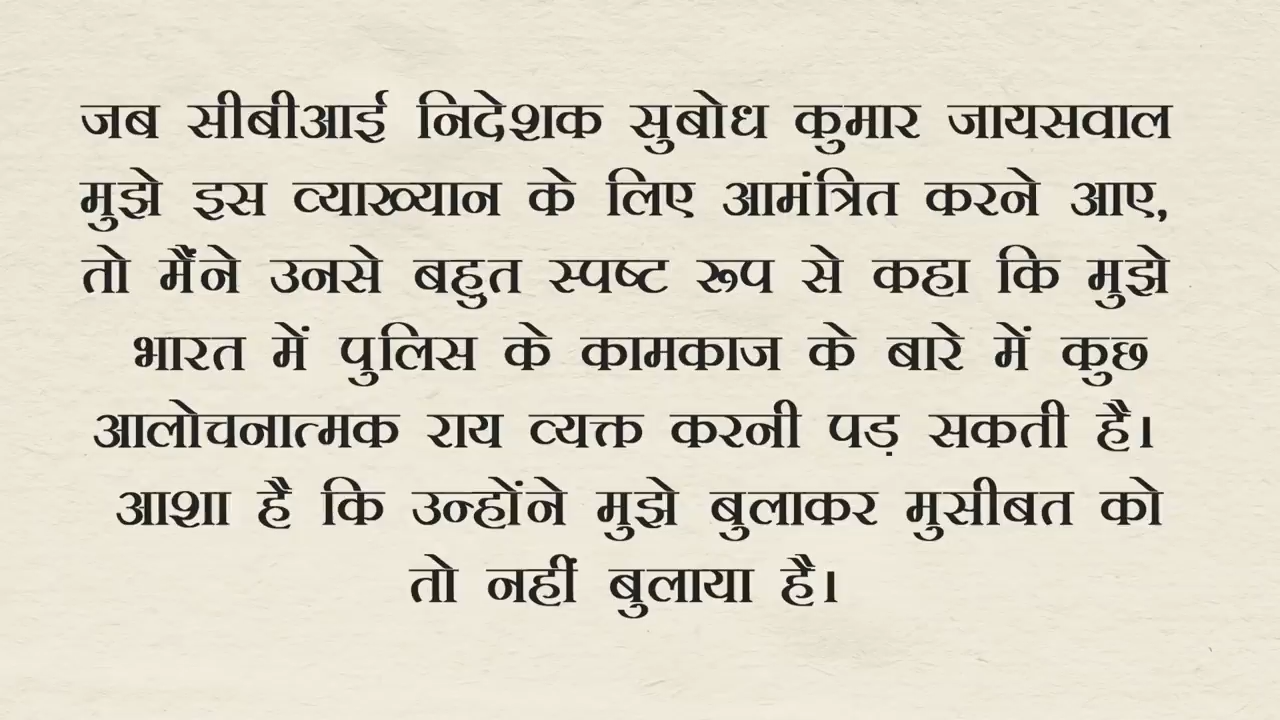 जब सीबीआई निदेशक सुबोध कुमार जायसवाल
मुझे इस व्याख्यान के लिए आमंत्रित करने आए,
तो मैंने उनसे बहुत स्पष्ट रूप से कहा कि मुझे
भारत में पुलिस के कामकाज के बारे में कुछ
आलोचनात्मक राय व्यक्त करनी पड़ सकती है।
आशा है कि उन्होंने मुझे बुलाकर मुसीबत को
तो नहीं बुलाया है।